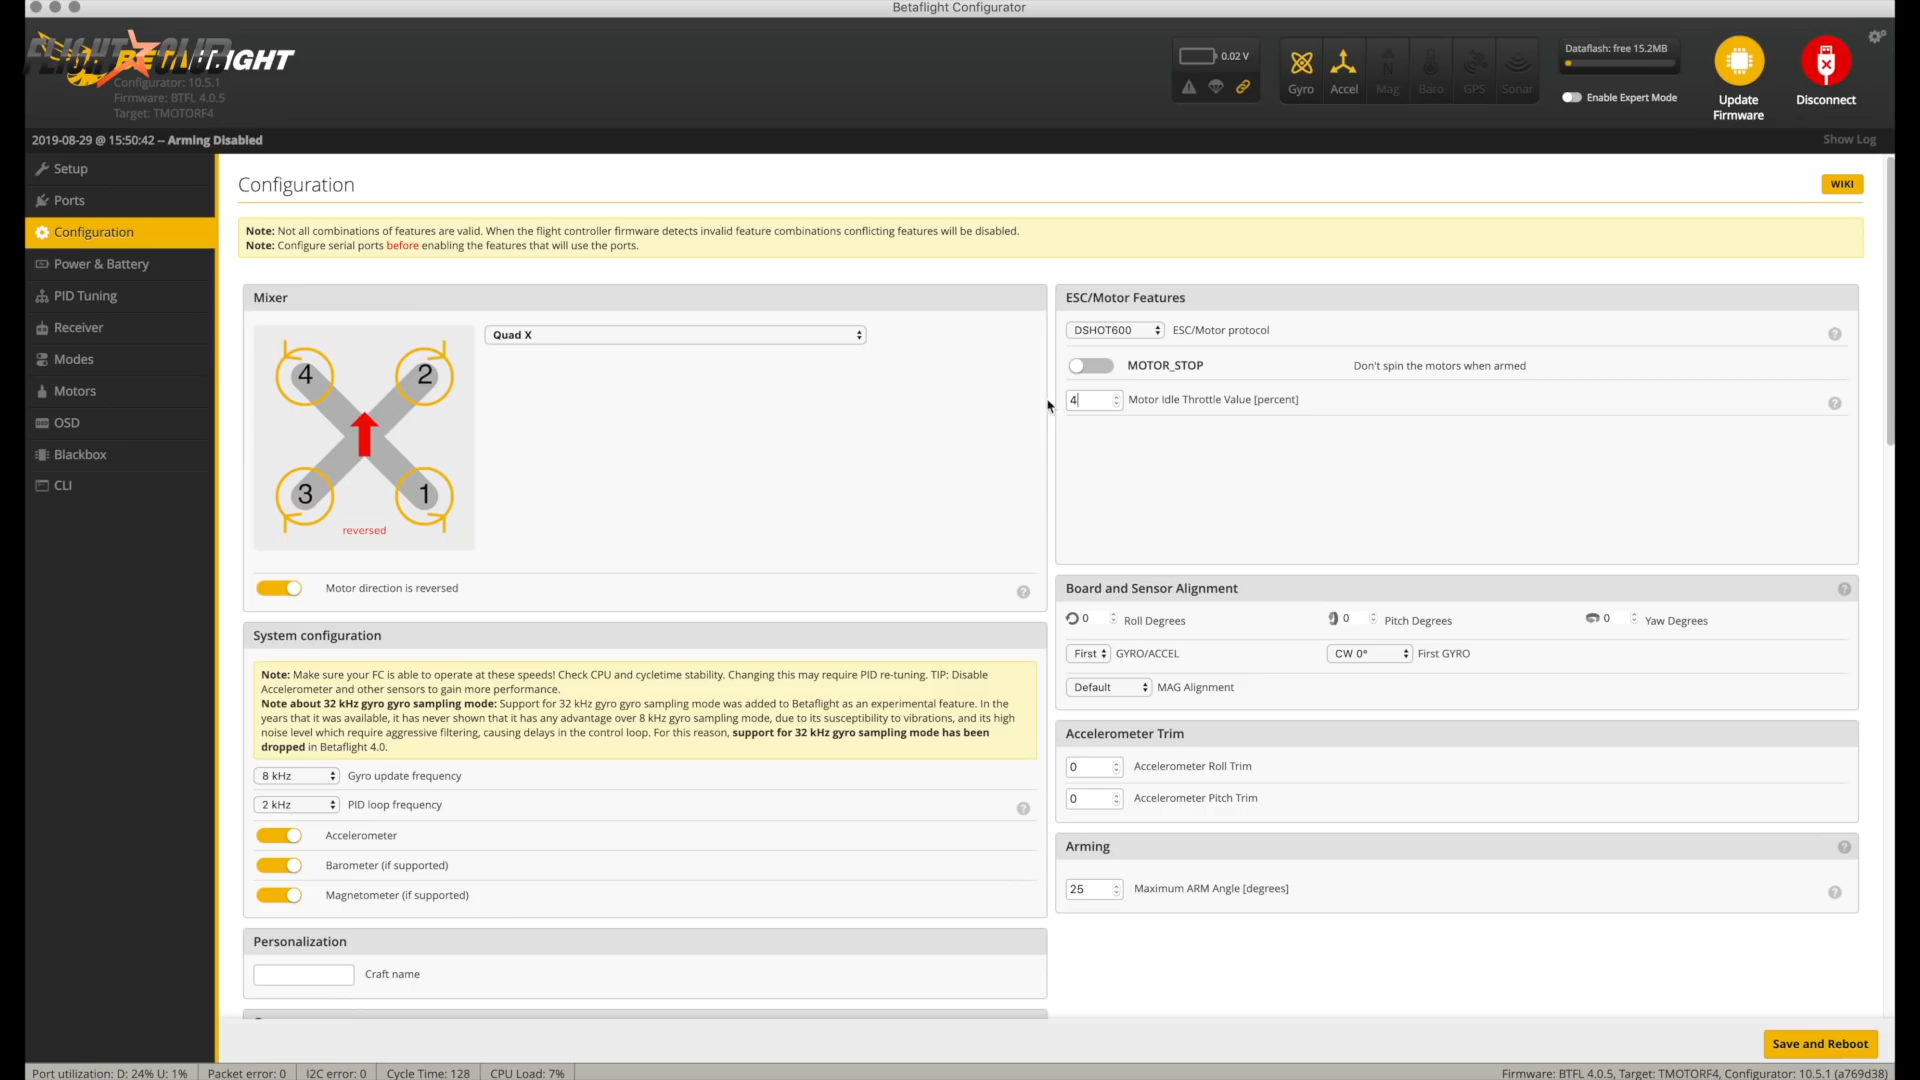 Betaflight Configurator
FLIGHT CLUB
BETAFLIGHT
Configurator: 10.5.1
Firmware: BTFL 4.0.5
Target: TMOTORF4
0.02 V
Gyro
Accel
Mag
Baro
GPS
Sonar
Dataflash: free 15.2MB
Enable Expert Mode
Update
Firmware
Disconnect
2019-08-29 @ 15:50:42 -- Arming Disabled
Show Log
Setup
Ports
Configuration
Power & Battery
PID Tuning
Receiver
Modes
Motors
OSD
Blackbox
CLI
Configuration
WIKI
Note: Not all combinations of features are valid. When the flight controller firmware detects invalid feature combinations conflicting features will be disabled.
Note: Configure serial ports before enabling the features that will use the ports.
Mixer
Quad X
4
2
3
1
reversed
Motor direction is reversed
?
System configuration
Note: Make sure your FC is able to operate at these speeds! Check CPU and cycletime stability. Changing this may require PID re-tuning. TIP: Disable
Accelerometer and other sensors to gain more performance.
Note about 32 kHz gyro gyro sampling mode: Support for 32 kHz gyro gyro sampling mode was added to Betaflight as an experimental feature. In the
years that it was available, it has never shown that it has any advantage over 8 kHz gyro sampling mode, due to its susceptibility to vibrations, and its high
noise level which require aggressive filtering, causing delays in the control loop. For this reason, support for 32 kHz gyro sampling mode has been
dropped in Betaflight 4.0.
8 kHz Gyro update frequency
2 kHz PID loop frequency
?
Accelerometer
Barometer (if supported)
Magnetometer (if supported)
Personalization
Craft name
ESC/Motor Features
DSHOT600 ESC/Motor protocol
?
MOTOR_STOP Don't spin the motors when armed
4 Motor Idle Throttle Value [percent]
?
Board and Sensor Alignment
?
0 Roll Degrees
0 Pitch Degrees
0 Yaw Degrees
First GYRO/ACCEL
CW 0° First GYRO
Default MAG Alignment
Accelerometer Trim
0 Accelerometer Roll Trim
0 Accelerometer Pitch Trim
Arming
?
25 Maximum ARM Angle [degrees]
?
Save and Reboot
Port utilization: D: 24% U: 1%
Packet error: 0
I2C error: 0
Cycle Time: 128
CPU Load: 7%
Firmware: BTFL 4.0.5, Target: TMOTORF4, Configurator: 10.5.1 (a769d38)